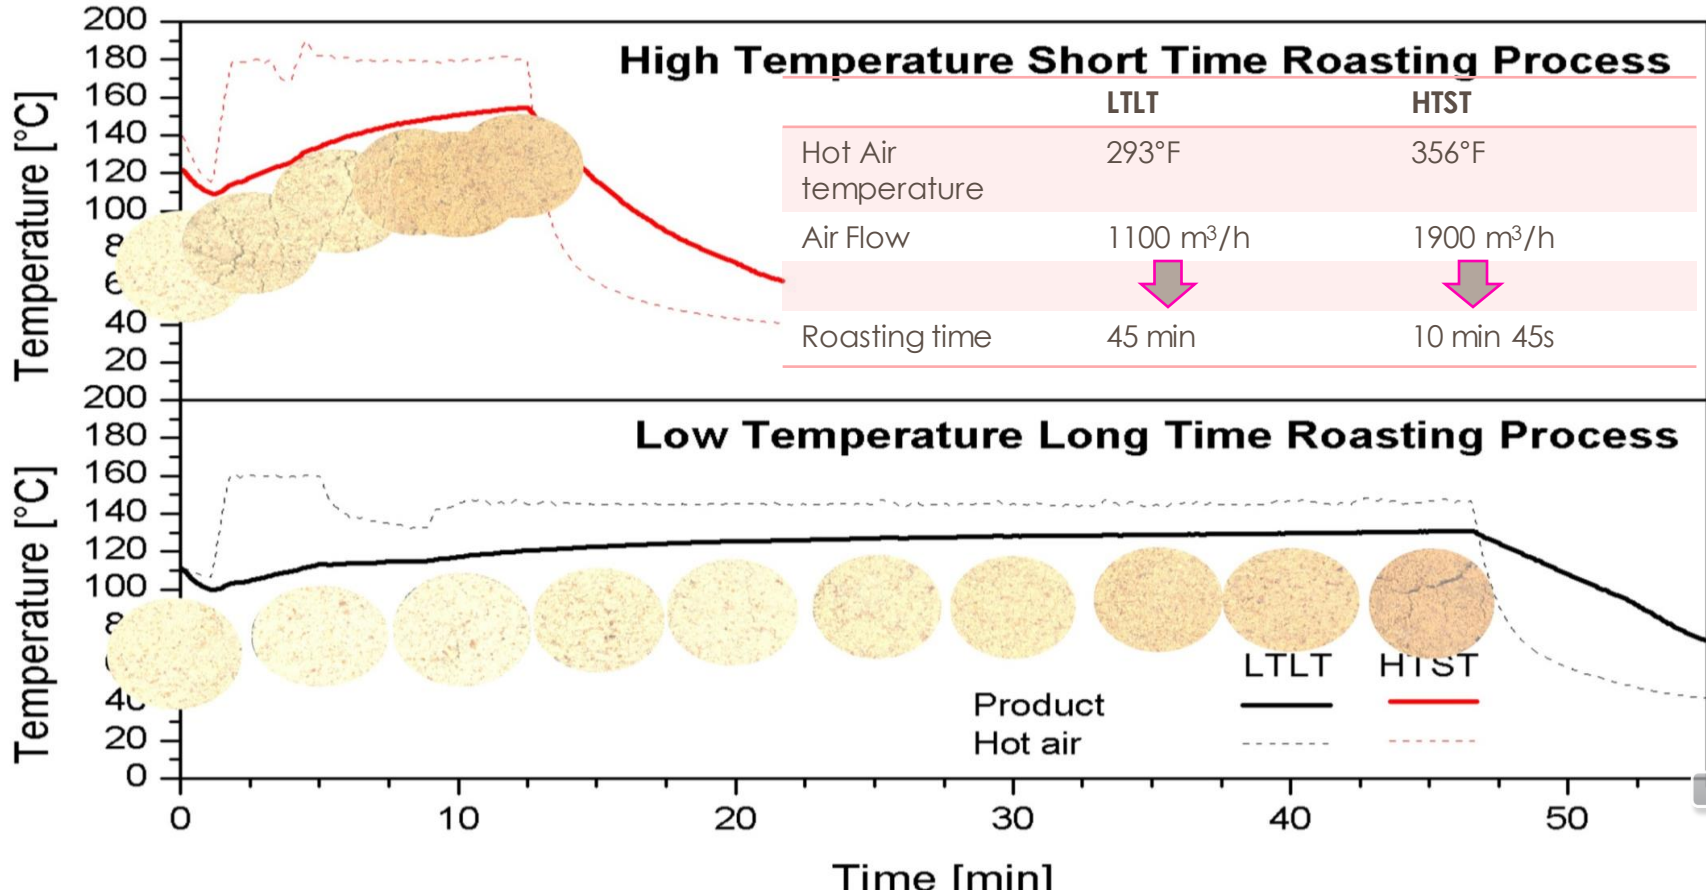 High Temperature Short Time Roasting Process
LTLT HTST
Hot Air temperature 293°F 356°F
Air Flow 1100 m³/h 1900 m³/h
Roasting time 45 min 10 min 45s
Temperature [°C]
200
180
160
140
120
100
40
20
Low Temperature Long Time Roasting Process
Temperature [°C]
200
180
160
140
120
100
40
20
0
LTLT HTST
Product
Hot air
0 10 20 30 40 50
Time [min]